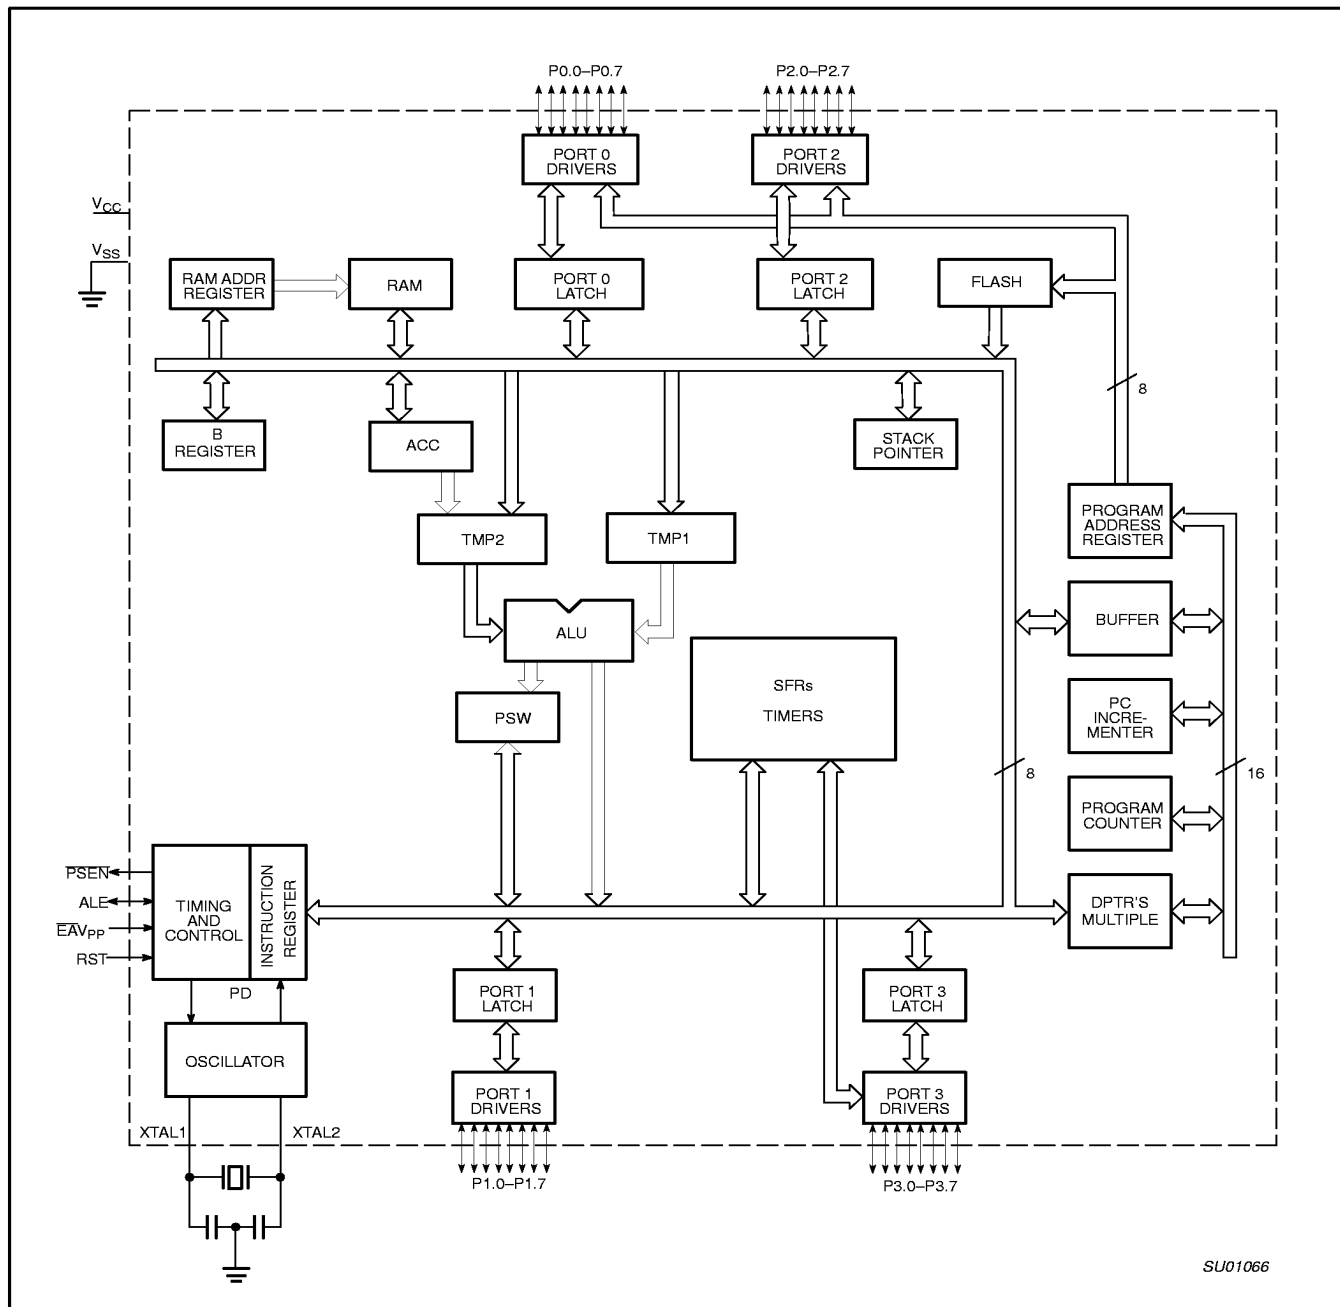 P0.0–P0.7
P2.0–P2.7
PORT 0
DRIVERS
PORT 2
DRIVERS
VCC
VSS
RAM ADDR
REGISTER
RAM
PORT 0
LATCH
PORT 2
LATCH
FLASH
8
B
REGISTER
ACC
STACK
POINTER
PROGRAM
ADDRESS
REGISTER
TMP2
TMP1
ALU
BUFFER
SFRs
TIMERS
PSW
PC
INCRE-
MENTER
8
16
PROGRAM
COUNTER
PSEN
ALE
EAVPP
RST
TIMING
AND
CONTROL
INSTRUCTION
REGISTER
DPTR'S
MULTIPLE
PD
PORT 1
LATCH
PORT 3
LATCH
OSCILLATOR
PORT 1
DRIVERS
PORT 3
DRIVERS
XTAL1
XTAL2
P1.0–P1.7
P3.0–P3.7
SU01066